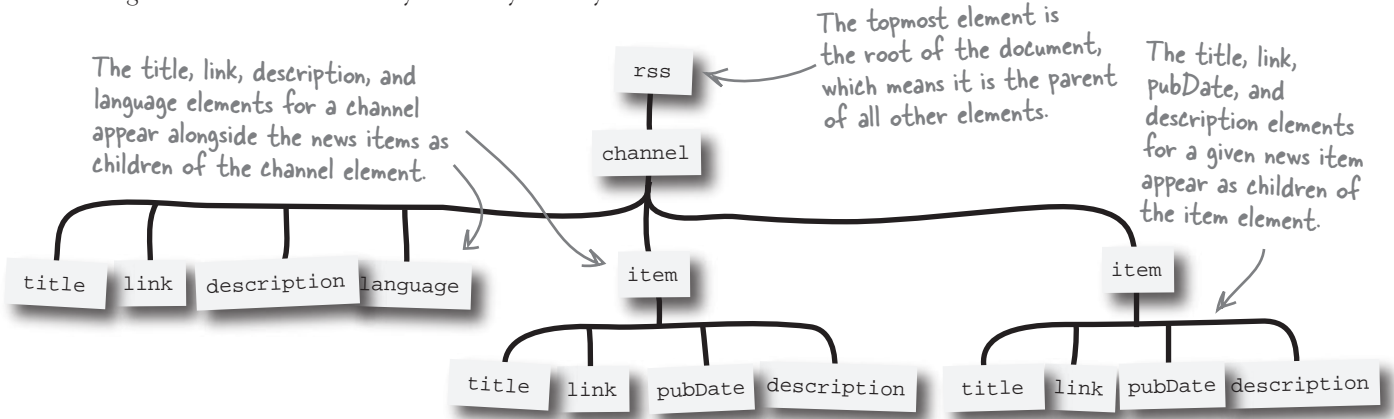 The topmost element is
the root of the document,
which means it is the parent
of all other elements.
The title, link, description, and
language elements for a channel
appear alongside the news items as
children of the channel element.
The title, link,
pubDate, and
description elements
for a given news item
appear as children of
the item element.
rss
channel
title link description language
item
item
title link pubDate description
title link pubDate description